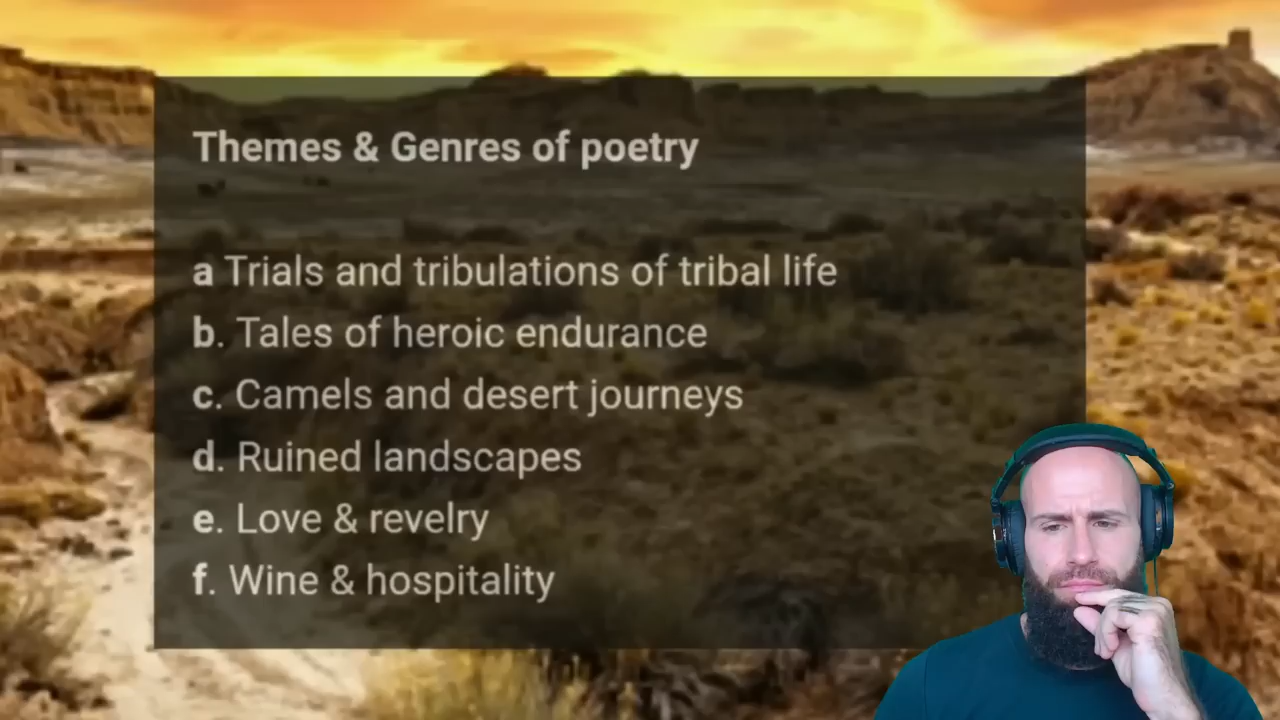 Themes & Genres of poetry
a Trials and tribulations of tribal life
b. Tales of heroic endurance
c. Camels and desert journeys
d. Ruined landscapes
e. Love & revelry
f. Wine & hospitality